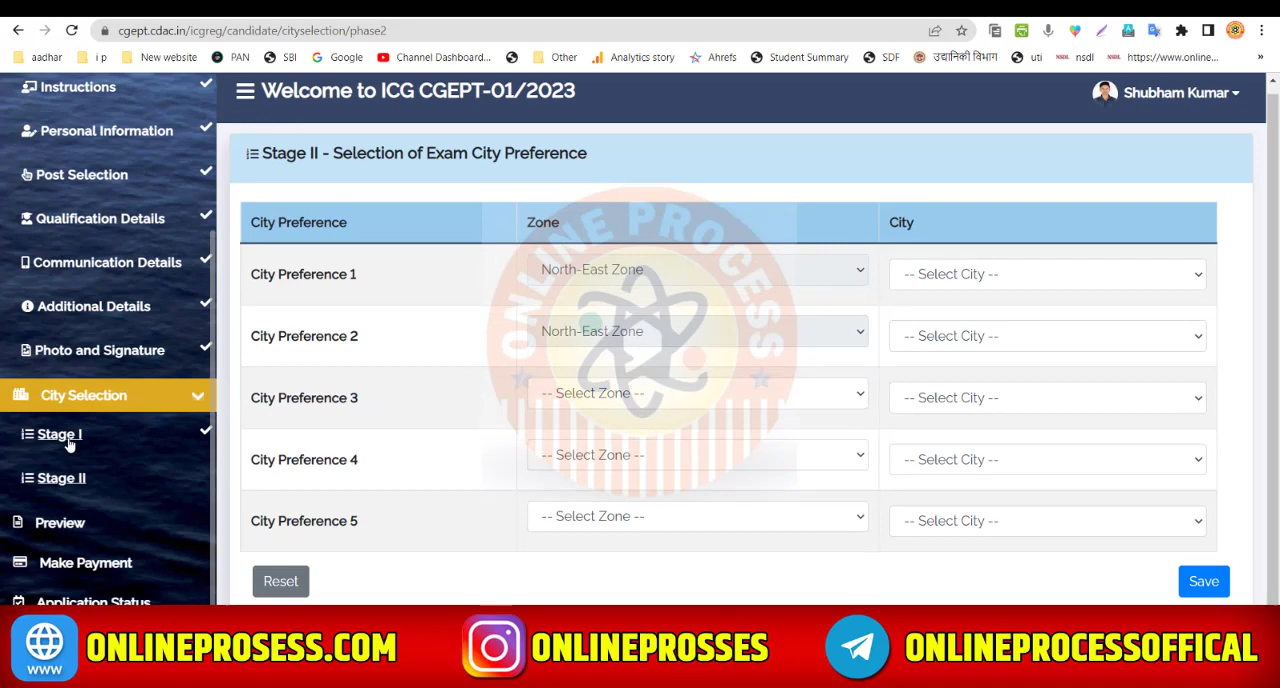 cgept.cdac.in/icgreg/candidate/cityselection/phase2
aadhar i p New website PAN SBI Google Channel Dashboard... Other Analytics story Ahrefs Student Summary SDF उद्यानिकी विभाग uti nsdl https://www.online... »
Instructions
Welcome to ICG CGEPT-01/2023
Shubham Kumar
Personal Information
Post Selection
Qualification Details
Communication Details
Additional Details
Photo and Signature
City Selection
Stage I
Stage II
Preview
Make Payment
Application Status
Stage II - Selection of Exam City Preference
City Preference Zone City
City Preference 1 North-East Zone -- Select City --
City Preference 2 North-East Zone -- Select City --
City Preference 3 -- Select Zone -- -- Select City --
City Preference 4 -- Select Zone -- -- Select City --
City Preference 5 -- Select Zone -- -- Select City --
ONLINE PROCESS
Reset Save
WWW ONLINEPROSESS.COM ONLINEPROSSES ONLINEPROCESSOFFICAL